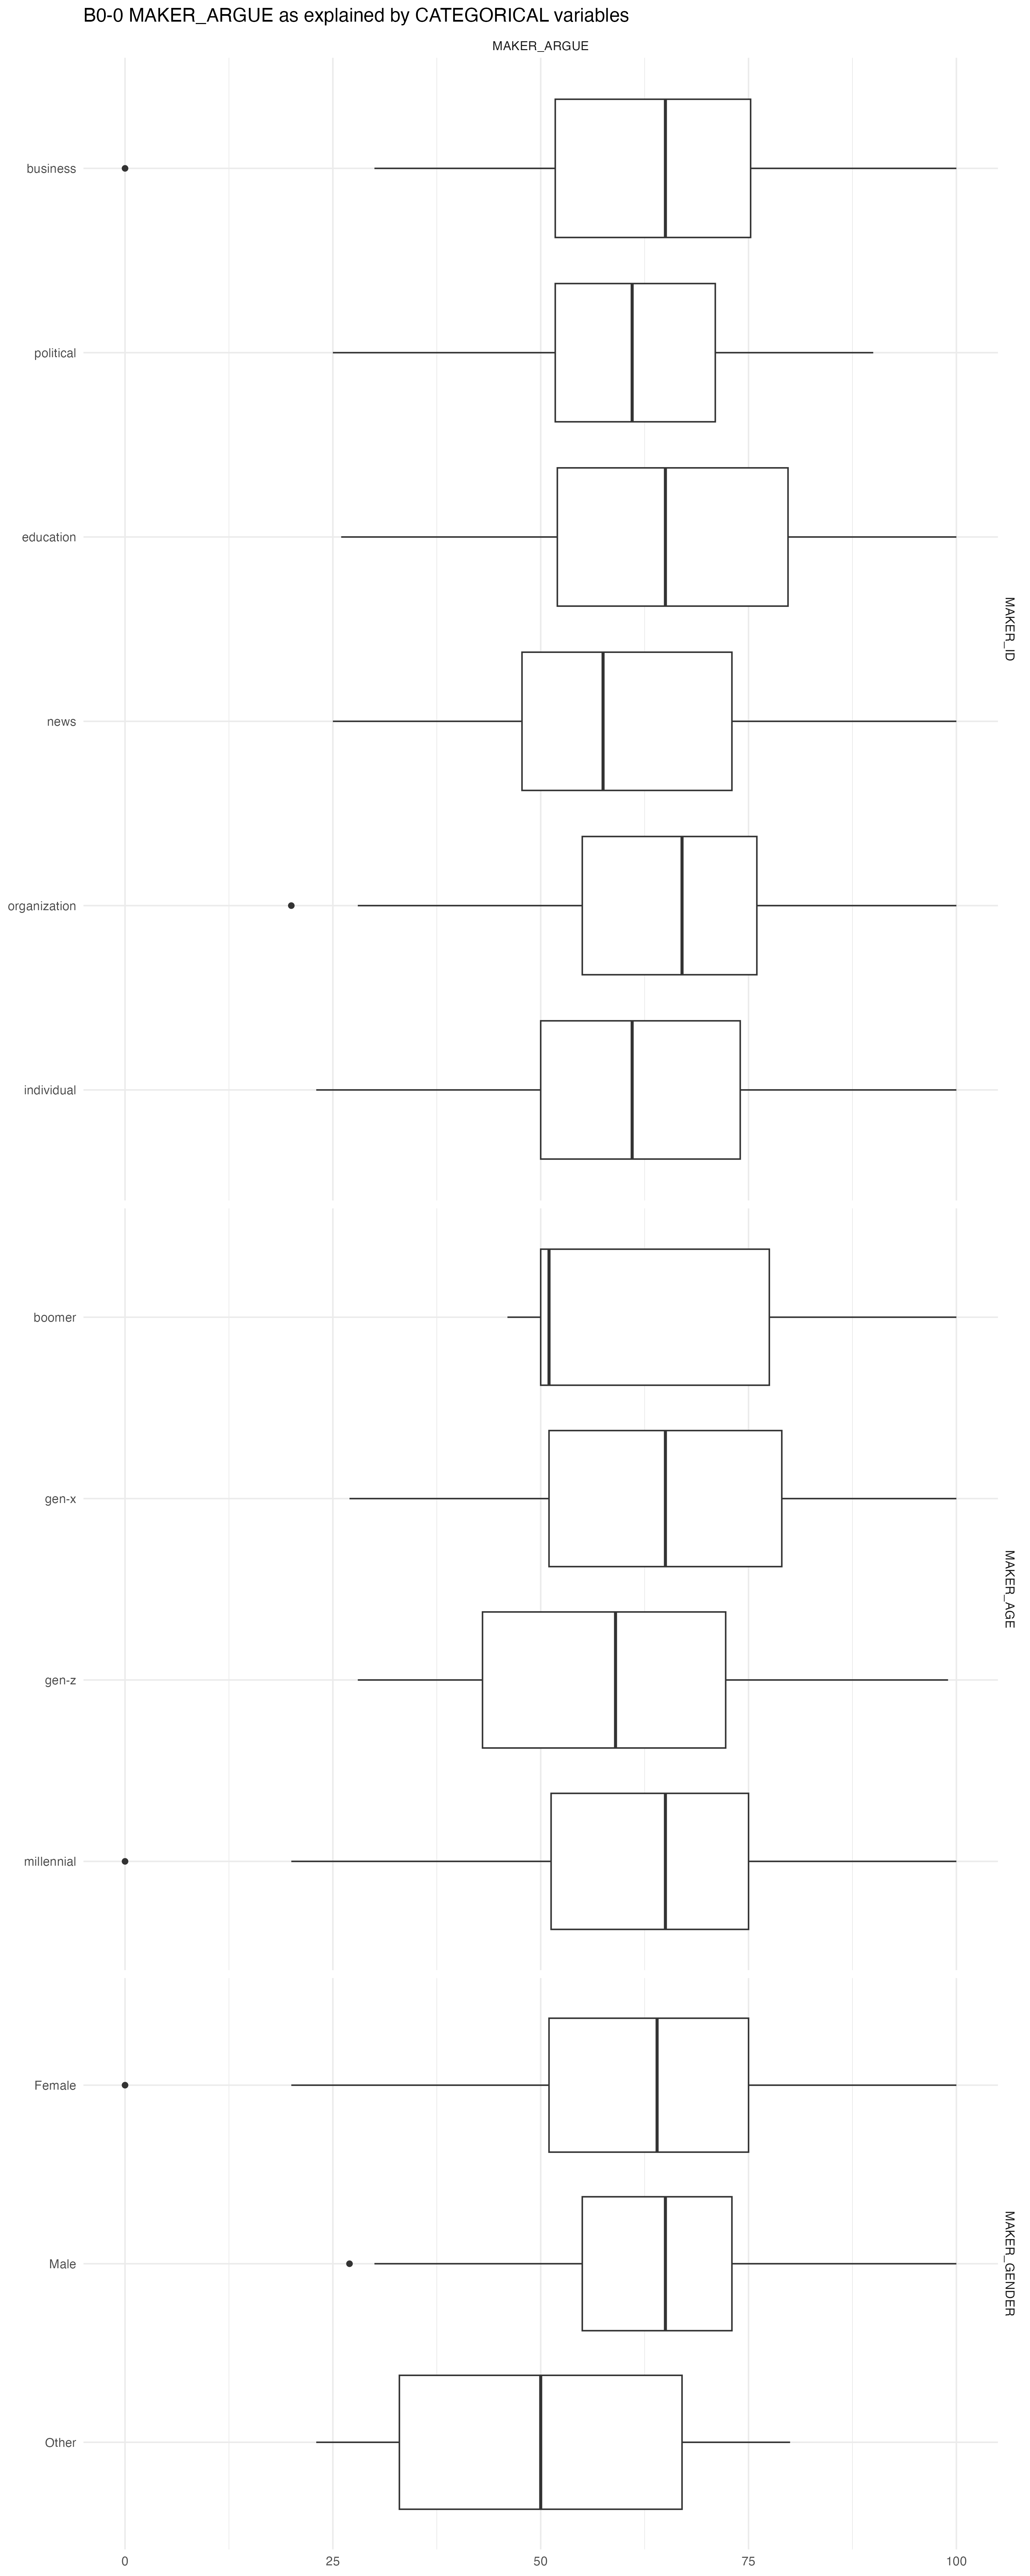 B0-0 MAKER_ARGUE as explained by CATEGORICAL variables
MAKER_ARGUE
business
political
education
news
organization
individual
MAKER_ID
boomer
gen-x
gen-z
millennial
MAKER_AGE
Female
Male
Other
MAKER_GENDER
0 25 50 75 100